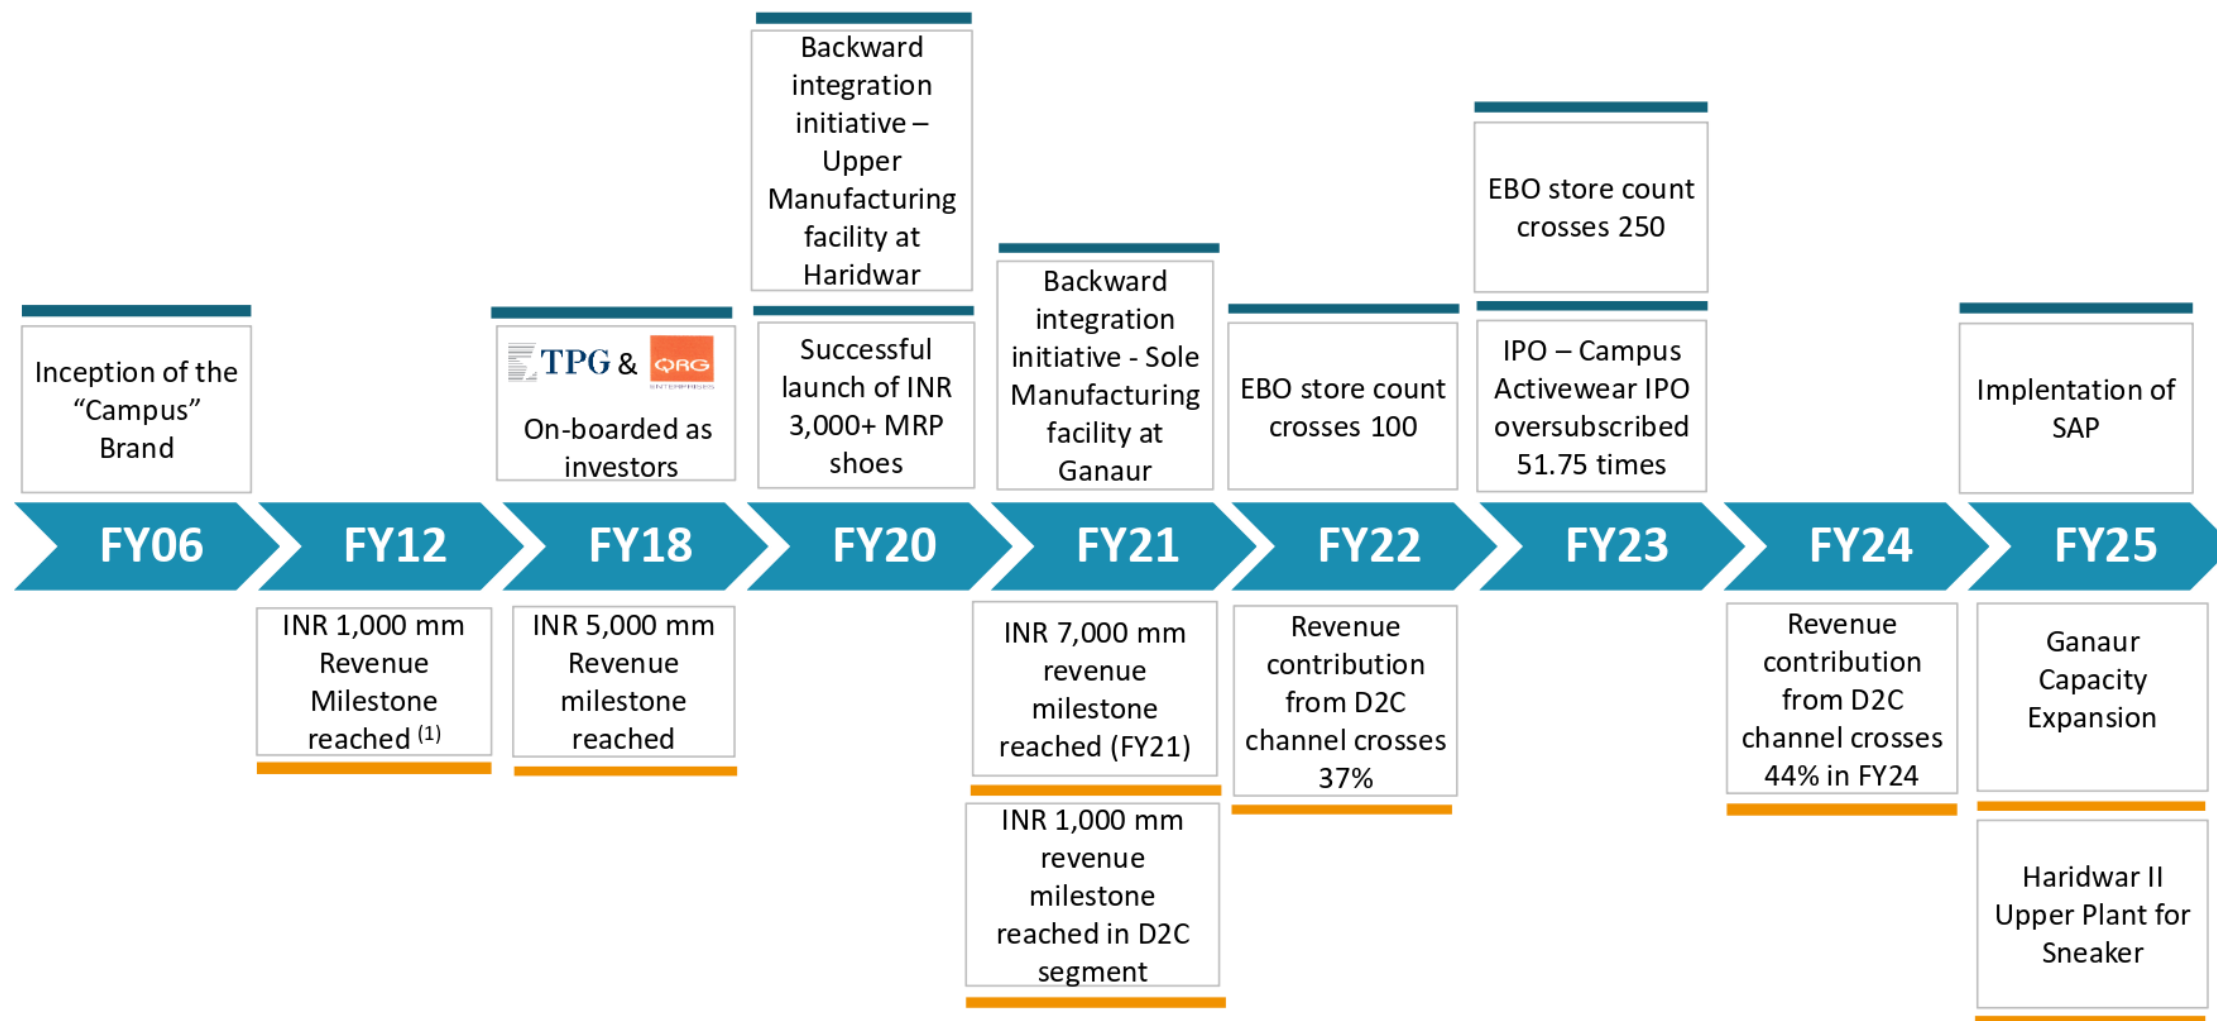 Backward
integration
initiative –
Upper
Manufacturing
facility at
Haridwar
EBO store count
crosses 250
Inception of the
“Campus”
Brand
TPG & QRG
ENTERPRISES
On-boarded as
investors
Successful
launch of INR
3,000+ MRP
shoes
Backward
integration
initiative - Sole
Manufacturing
facility at
Ganaur
EBO store count
crosses 100
IPO – Campus
Activewear IPO
oversubscribed
51.75 times
Implentation of
SAP
FY06 FY12 FY18 FY20 FY21 FY22 FY23 FY24 FY25
INR 1,000 mm
Revenue
Milestone
reached (1)
INR 5,000 mm
Revenue
milestone
reached
INR 7,000 mm
revenue
milestone
reached (FY21)
INR 1,000 mm
revenue
milestone
reached in D2C
segment
Revenue
contribution
from D2C
channel crosses
37%
Revenue
contribution
from D2C
channel crosses
44% in FY24
Ganaur
Capacity
Expansion
Haridwar II
Upper Plant for
Sneaker